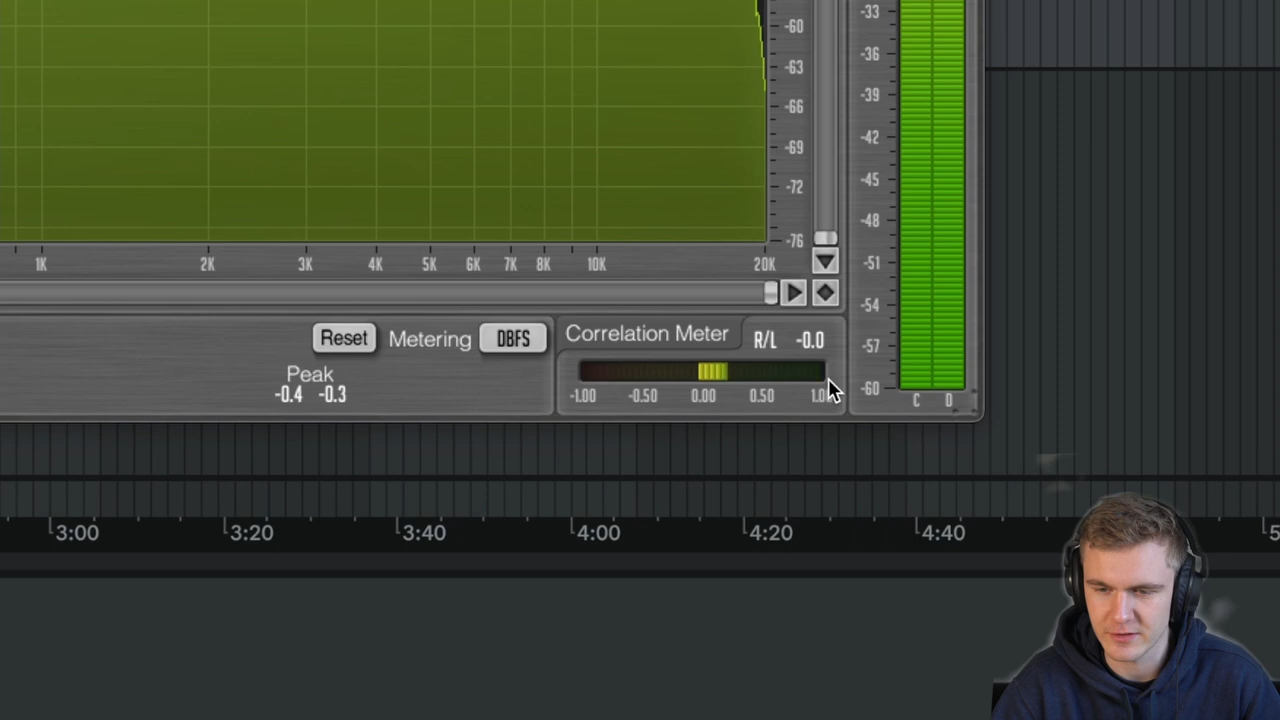 -33
-60
-36
-63
-39
-66
-42
-69
-45
-72
-48
-76
-51
1K 2K 3K 4K 5K 6K 7K 8K 10K 20K
-54
Reset Metering DBFS Correlation Meter R/L -0.0
-57
Peak
-0.4 -0.3
-1.00 -0.50 0.00 0.50
-60
C D
3:00 3:20 3:40 4:00 4:20 4:40